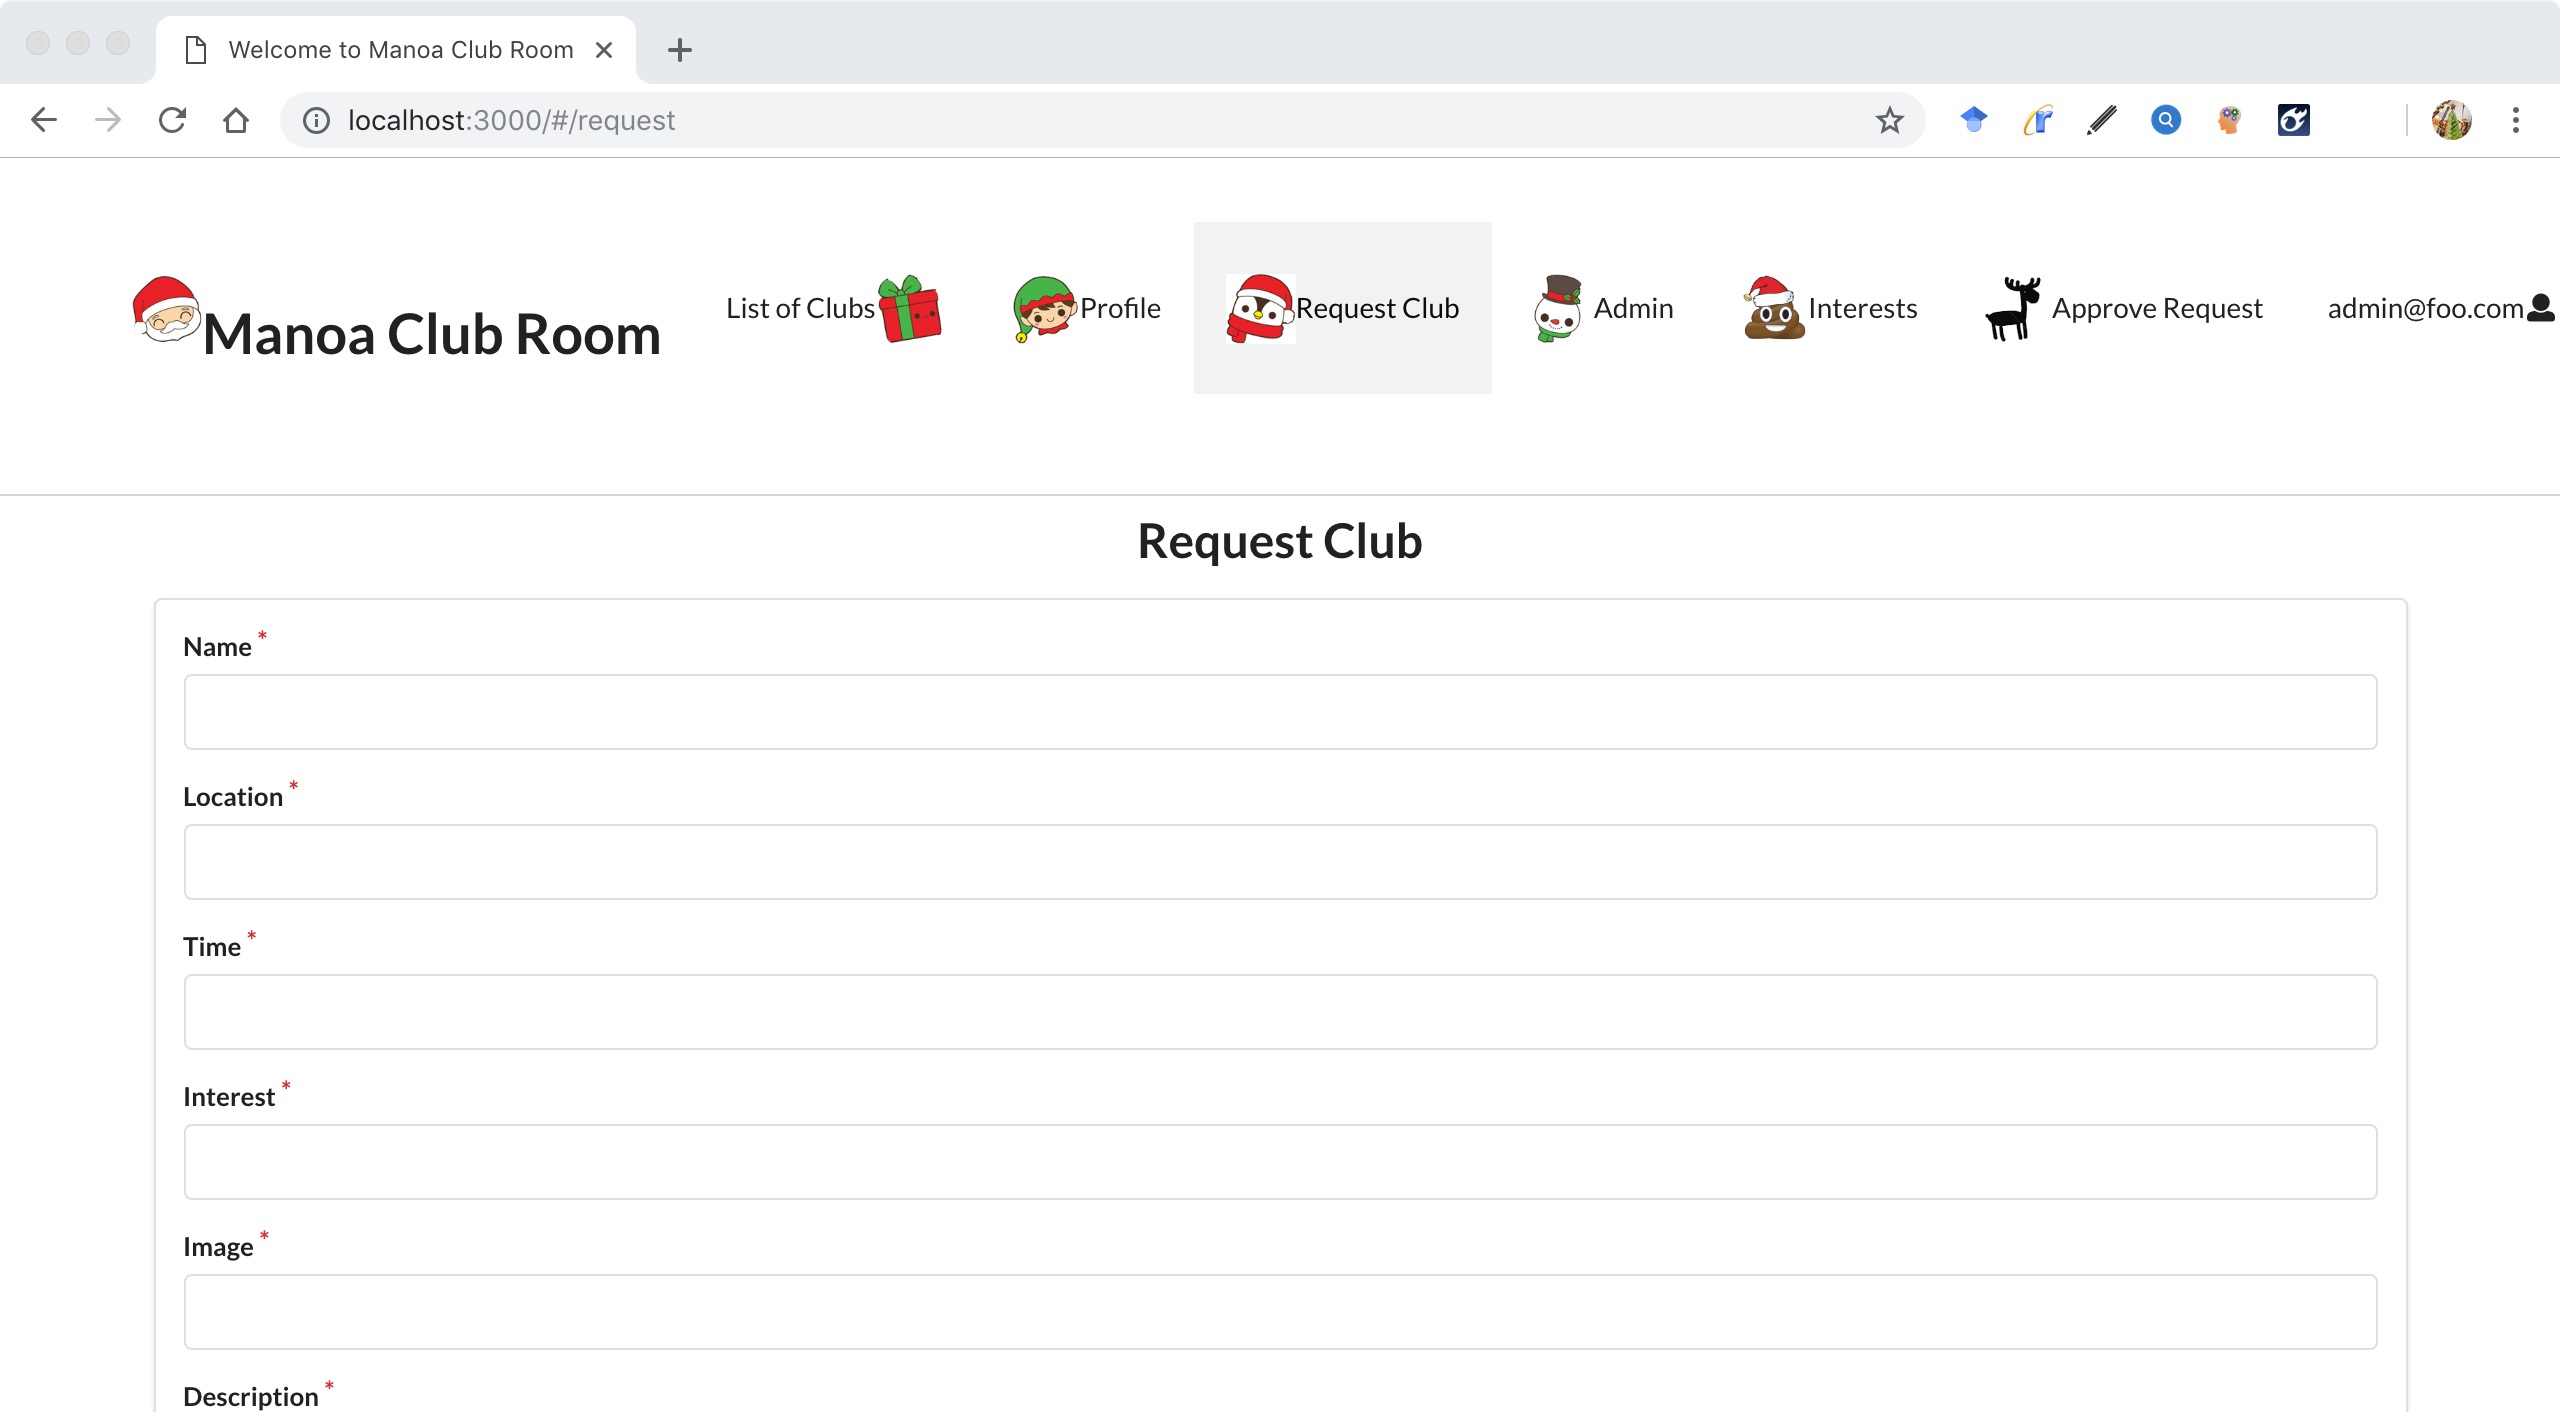 Welcome to Manoa Club Room
localhost:3000/#/request
Manoa Club Room
List of Clubs
Profile
Request Club
Admin
Interests
Approve Request
admin@foo.com
Request Club
Name *
Location *
Time *
Interest *
Image *
Description *